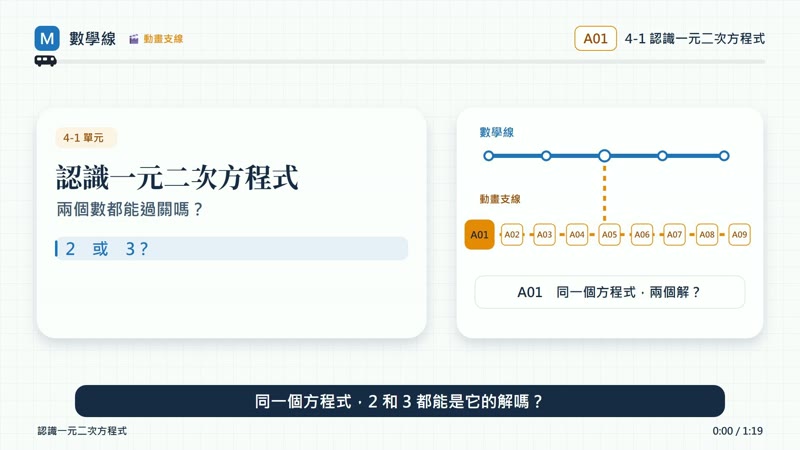 M 數學線 動畫支線
A01 4-1 認識一元二次方程式
4-1 單元
認識一元二次方程式
兩個數都能過關嗎？
2 或 3？
數學線
動畫支線
A01 A02 A03 A04 A05 A06 A07 A08 A09
A01 同一個方程式，兩個解？
同一個方程式，2 和 3 都能是它的解嗎？
認識一元二次方程式
0:00 / 1:19